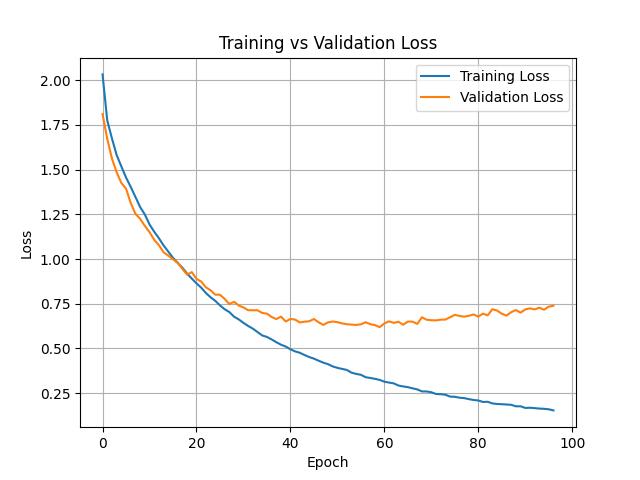 Training vs Validation Loss
Training Loss
Validation Loss
2.00
1.75
1.50
1.25
1.00
0.75
0.50
0.25
Loss
0 20 40 60 80 100
Epoch